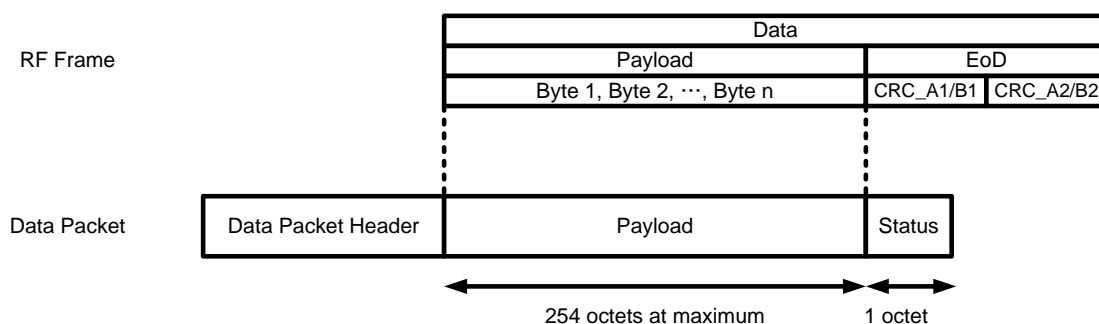 Data
RF Frame
Payload
EoD
Byte 1, Byte 2, ···, Byte n
CRC_A1/B1
CRC_A2/B2
Data Packet
Data Packet Header
Payload
Status
254 octets at maximum
1 octet